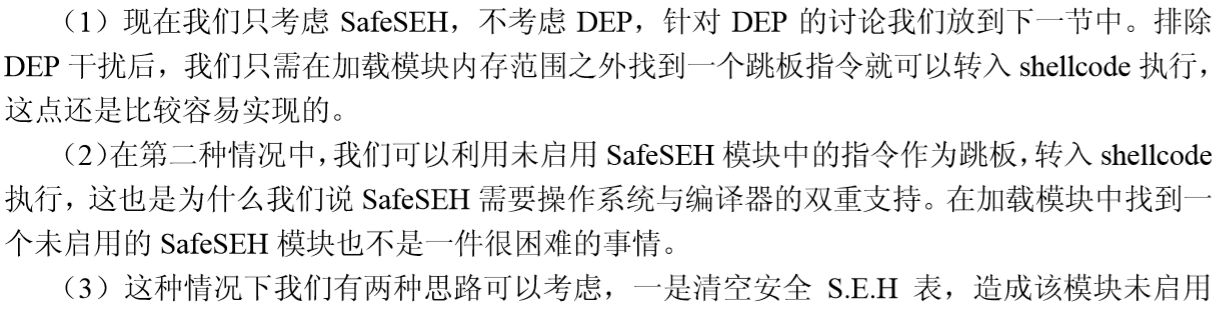 （1）现在我们只考虑 SafeSEH，不考虑 DEP，针对 DEP 的讨论我们放到下一节中。排除
DEP 干扰后，我们只需在加载模块内存范围之外找到一个跳板指令就可以转入 shellcode 执行，
这点还是比较容易实现的。
（2）在第二种情况中，我们可以利用未启用 SafeSEH 模块中的指令作为跳板，转入 shellcode
执行，这也是为什么我们说 SafeSEH 需要操作系统与编译器的双重支持。在加载模块中找到一
个未启用的 SafeSEH 模块也不是一件很困难的事情。
（3）这种情况下我们有两种思路可以考虑，一是清空安全 S.E.H 表，造成该模块未启用